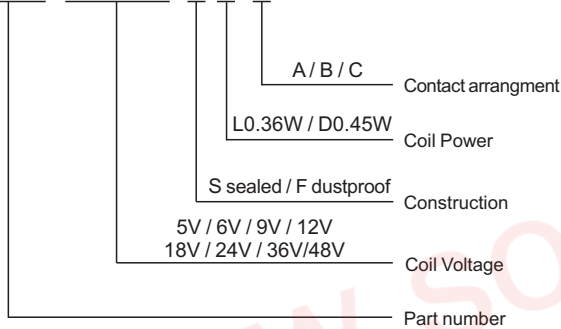 A / B / C
Contact arrangment
L0.36W / D0.45W
Coil Power
S sealed / F dustproof
Construction
5V / 6V / 9V / 12V
18V / 24V / 36V/48V
Coil Voltage
Part number